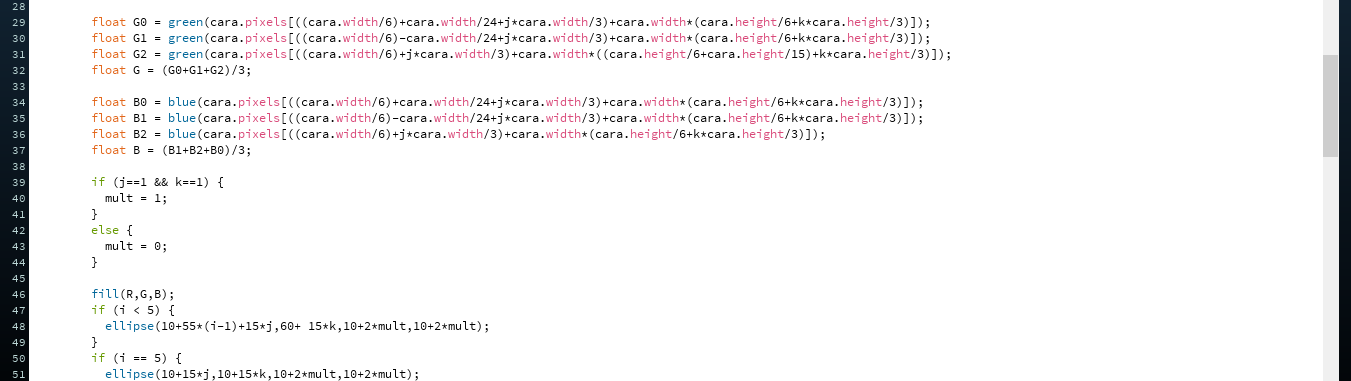 28
29 float G0 = green(cara.pixels[((cara.width/6)+cara.width/24+j*cara.width/3)+cara.width*(cara.height/6+k*cara.height/3)]);
30 float G1 = green(cara.pixels[((cara.width/6)-cara.width/24+j*cara.width/3)+cara.width*(cara.height/6+k*cara.height/3)]);
31 float G2 = green(cara.pixels[((cara.width/6)+j*cara.width/3)+cara.width*((cara.height/6+cara.height/15)+k*cara.height/3)]);
32 float G = (G0+G1+G2)/3;
33
34 float B0 = blue(cara.pixels[((cara.width/6)+cara.width/24+j*cara.width/3)+cara.width*(cara.height/6+k*cara.height/3)]);
35 float B1 = blue(cara.pixels[((cara.width/6)-cara.width/24+j*cara.width/3)+cara.width*(cara.height/6+k*cara.height/3)]);
36 float B2 = blue(cara.pixels[((cara.width/6)+j*cara.width/3)+cara.width*(cara.height/6+k*cara.height/3)]);
37 float B = (B1+B2+B0)/3;
38
39 if (j==1 && k==1) {
40 mult = 1;
41 }
42 else {
43 mult = 0;
44 }
45
46 fill(R,G,B);
47 if (i < 5) {
48 ellipse(10+55*(i-1)+15*j,60+ 15*k,10+2*mult,10+2*mult);
49 }
50 if (i == 5) {
51 ellipse(10+15*j,10+15*k,10+2*mult,10+2*mult);